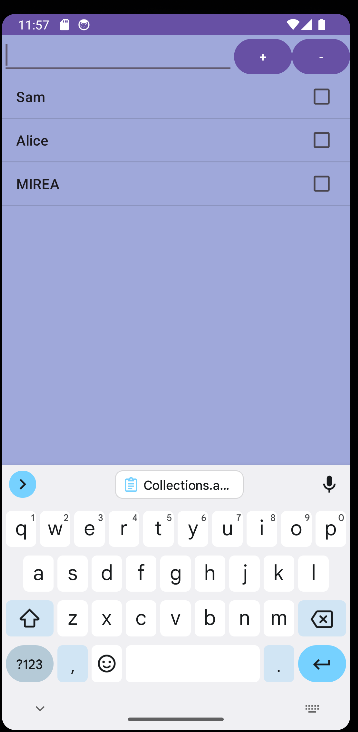 11:57
+ -
Sam
Alice
MIREA
Collections.a...
1 2 3 4 5 6 7 8 9 0
q w e r t y u i o p
a s d f g h j k l
z x c v b n m
?123 , .